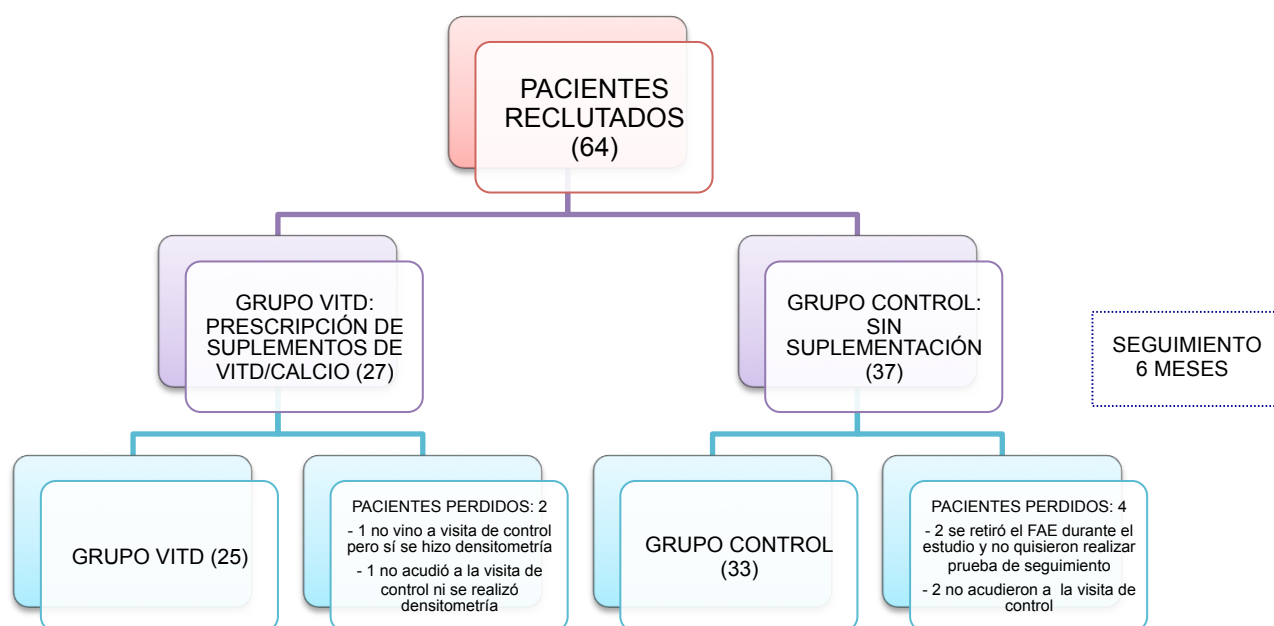 PACIENTES
RECLUTADOS
(64)
GRUPO VITD:
PRESCRIPCIÓN DE
SUPLEMENTOS DE
VITD/CALCIO (27)
GRUPO CONTROL:
SIN
SUPLEMENTACIÓN
(37)
SEGUIMIENTO
6 MESES
GRUPO VITD (25)
PACIENTES PERDIDOS: 2
- 1 no vino a visita de control
pero sí se hizo densitometría
- 1 no acudió a la visita de
control ni se realizó
densitometría
GRUPO CONTROL
(33)
PACIENTES PERDIDOS: 4
- 2 se retiró el FAE durante el
estudio y no quisieron realizar
prueba de seguimiento
- 2 no acudieron a la visita de
control